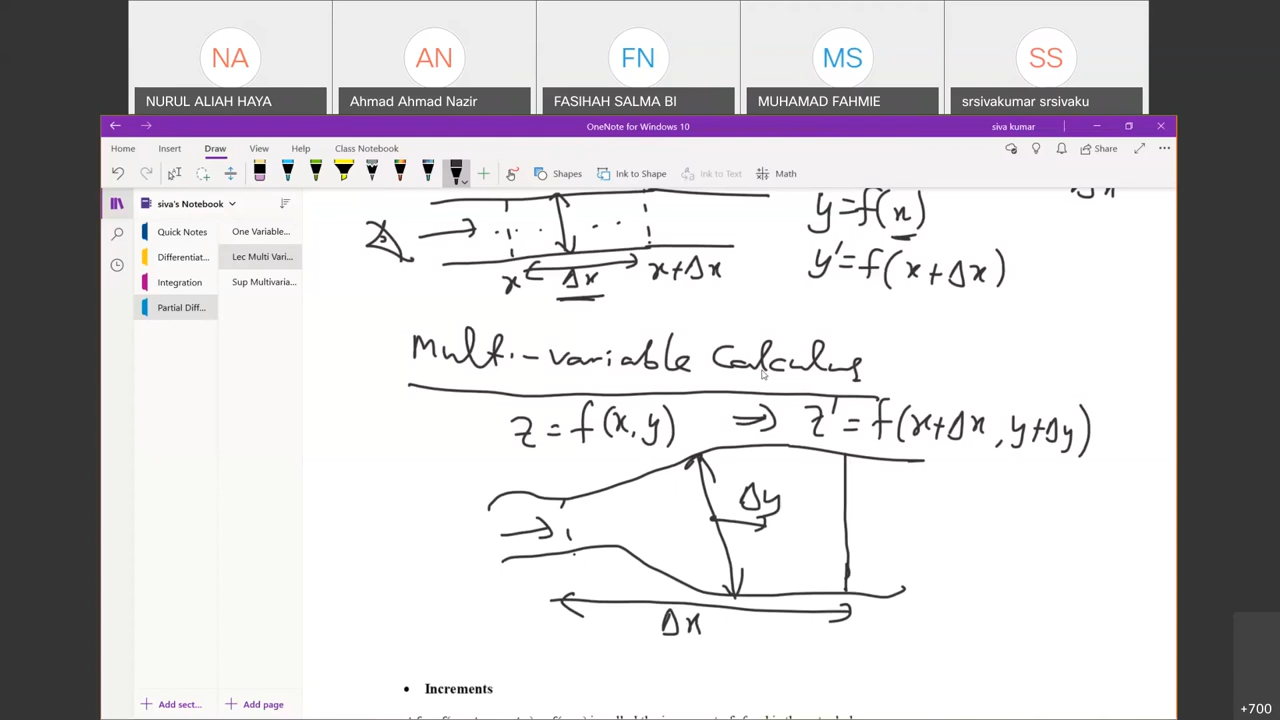 NA AN FN MS SS
NURUL ALIAH HAYA Ahmad Ahmad Nazir FASIHAH SALMA BI MUHAMAD FAHMIE srsivakumar srsivaku
OneNote for Windows 10 siva kumar
Home Insert Draw View Help Class Notebook Share
Shapes Ink to Shape Ink to Text Math
siva's Notebook
Quick Notes
Differentiat...
Integration
Partial Diff...
One Variable...
Lec Multi Vari...
Sup Multivaria...
y = f(x)
y' = f(x+Δx)
x Δx x+Δx
Multi-variable Calculus
z = f(x, y) ⇒ z' = f(x+Δx, y+Δy)
Δy
Δx
• Increments
+ Add sect... + Add page
+700